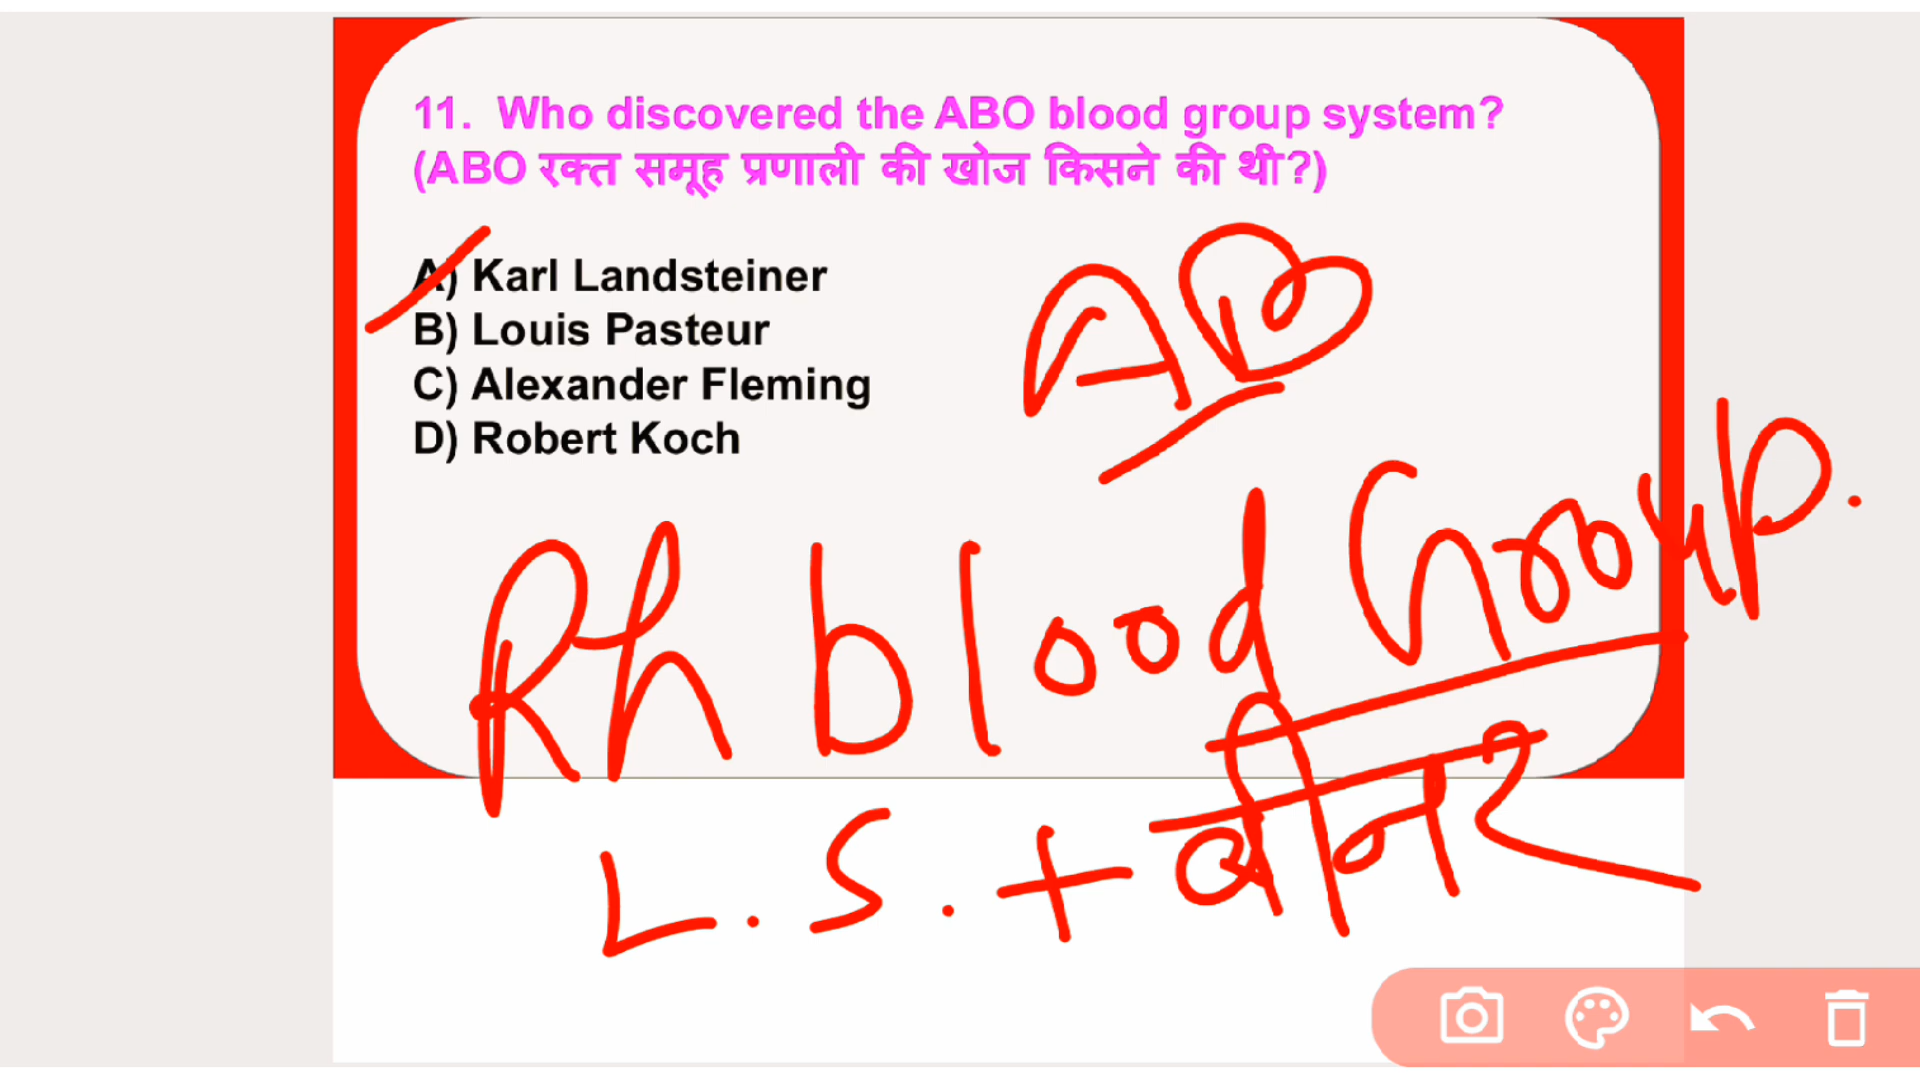 11. Who discovered the ABO blood group system?
(ABO रक्त समूह प्रणाली की खोज किसने की थी?)
A) Karl Landsteiner
B) Louis Pasteur
C) Alexander Fleming
D) Robert Koch
AB
Rh blood Group.
L.S. + वीनर